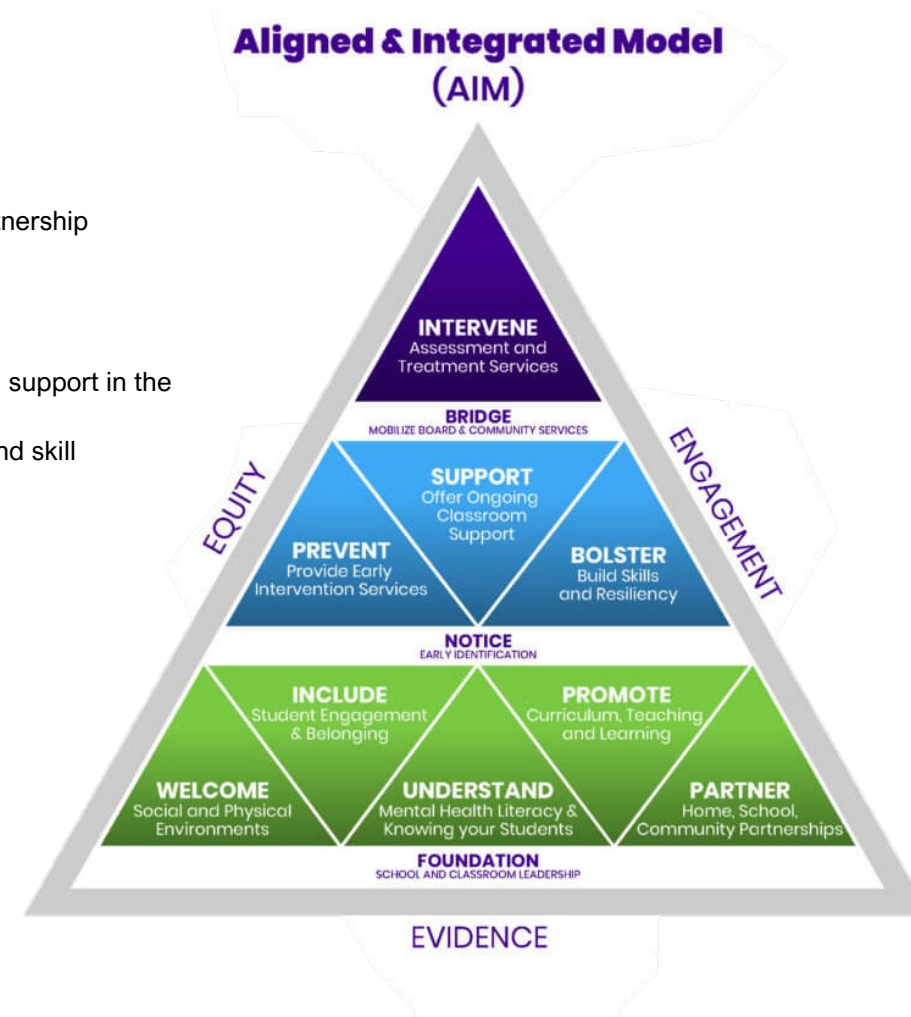 Aligned & Integrated Model
(AIM)
tnership
support in the
nd skill
INTERVENE
Assessment and
Treatment Services
BRIDGE
MOBILIZE BOARD & COMMUNITY SERVICES
EQUITY
ENGAGEMENT
SUPPORT
Offer Ongoing
Classroom
Support
PREVENT
Provide Early
Intervention Services
BOLSTER
Build Skills
and Resiliency
NOTICE
EARLY IDENTIFICATION
INCLUDE
Student Engagement
& Belonging
PROMOTE
Curriculum, Teaching
and Learning
WELCOME
Social and Physical
Environments
UNDERSTAND
Mental Health Literacy &
Knowing your Students
PARTNER
Home, School,
Community Partnerships
FOUNDATION
SCHOOL AND CLASSROOM LEADERSHIP
EVIDENCE